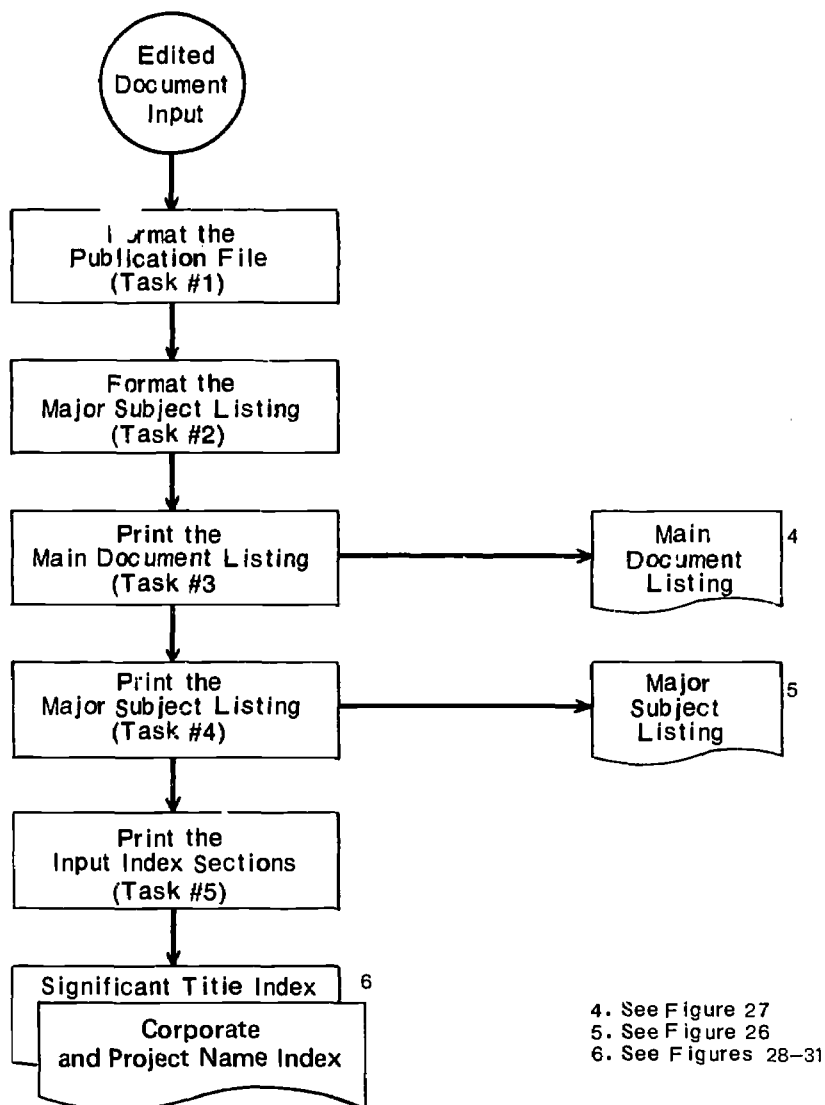 Edited
Document
Input
Format the
Publication File
(Task #1)
Format the
Major Subject Listing
(Task #2)
Print the
Main Document Listing
(Task #3
Main
Document
Listing
4
Print the
Major Subject Listing
(Task #4)
Major
Subject
Listing
5
Print the
Input Index Sections
(Task #5)
Significant Title Index
6
Corporate
and Project Name Index
4. See Figure 27
5. See Figure 26
6. See Figures 28–31